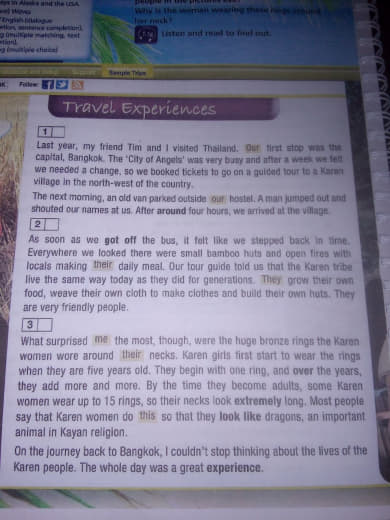 eps in Alaska and the USA.
English (dialogue
sentence completion),
g (multiple matching, text
g (multiple choice)
people in the pictures
Why is the woman wearing these rings around
her neck?
Listen and read to find out.
Support
Sample Trips
Follow:
Travel Experiences
1
Last year, my friend Tim and I visited Thailand. Our first stop was the
capital, Bangkok. The 'City of Angels' was very busy and after a week we felt
we needed a change, so we booked tickets to go on a guided tour to a Karen
village in the north-west of the country.
The next morning, an old van parked outside our hostel. A man jumped out and
shouted our names at us. After around four hours, we arrived at the village.
2
As soon as we got off the bus, it felt like we stepped back in time.
Everywhere we looked there were small bamboo huts and open fires with
locals making their daily meal. Our tour guide told us that the Karen tribe
live the same way today as they did for generations. They grow their own
food, weave their own cloth to make clothes and build their own huts. They
are very friendly people.
3
What surprised me the most, though, were the huge bronze rings the Karen
women wore around their necks. Karen girls first start to wear the rings
when they are five years old. They begin with one ring, and over the years,
they add more and more. By the time they become adults, some Karen
women wear up to 15 rings, so their necks look extremely long. Most people
say that Karen women do this so that they look like dragons, an important
animal in Kayan religion.
On the journey back to Bangkok, I couldn't stop thinking about the lives of the
Karen people. The whole day was a great experience.